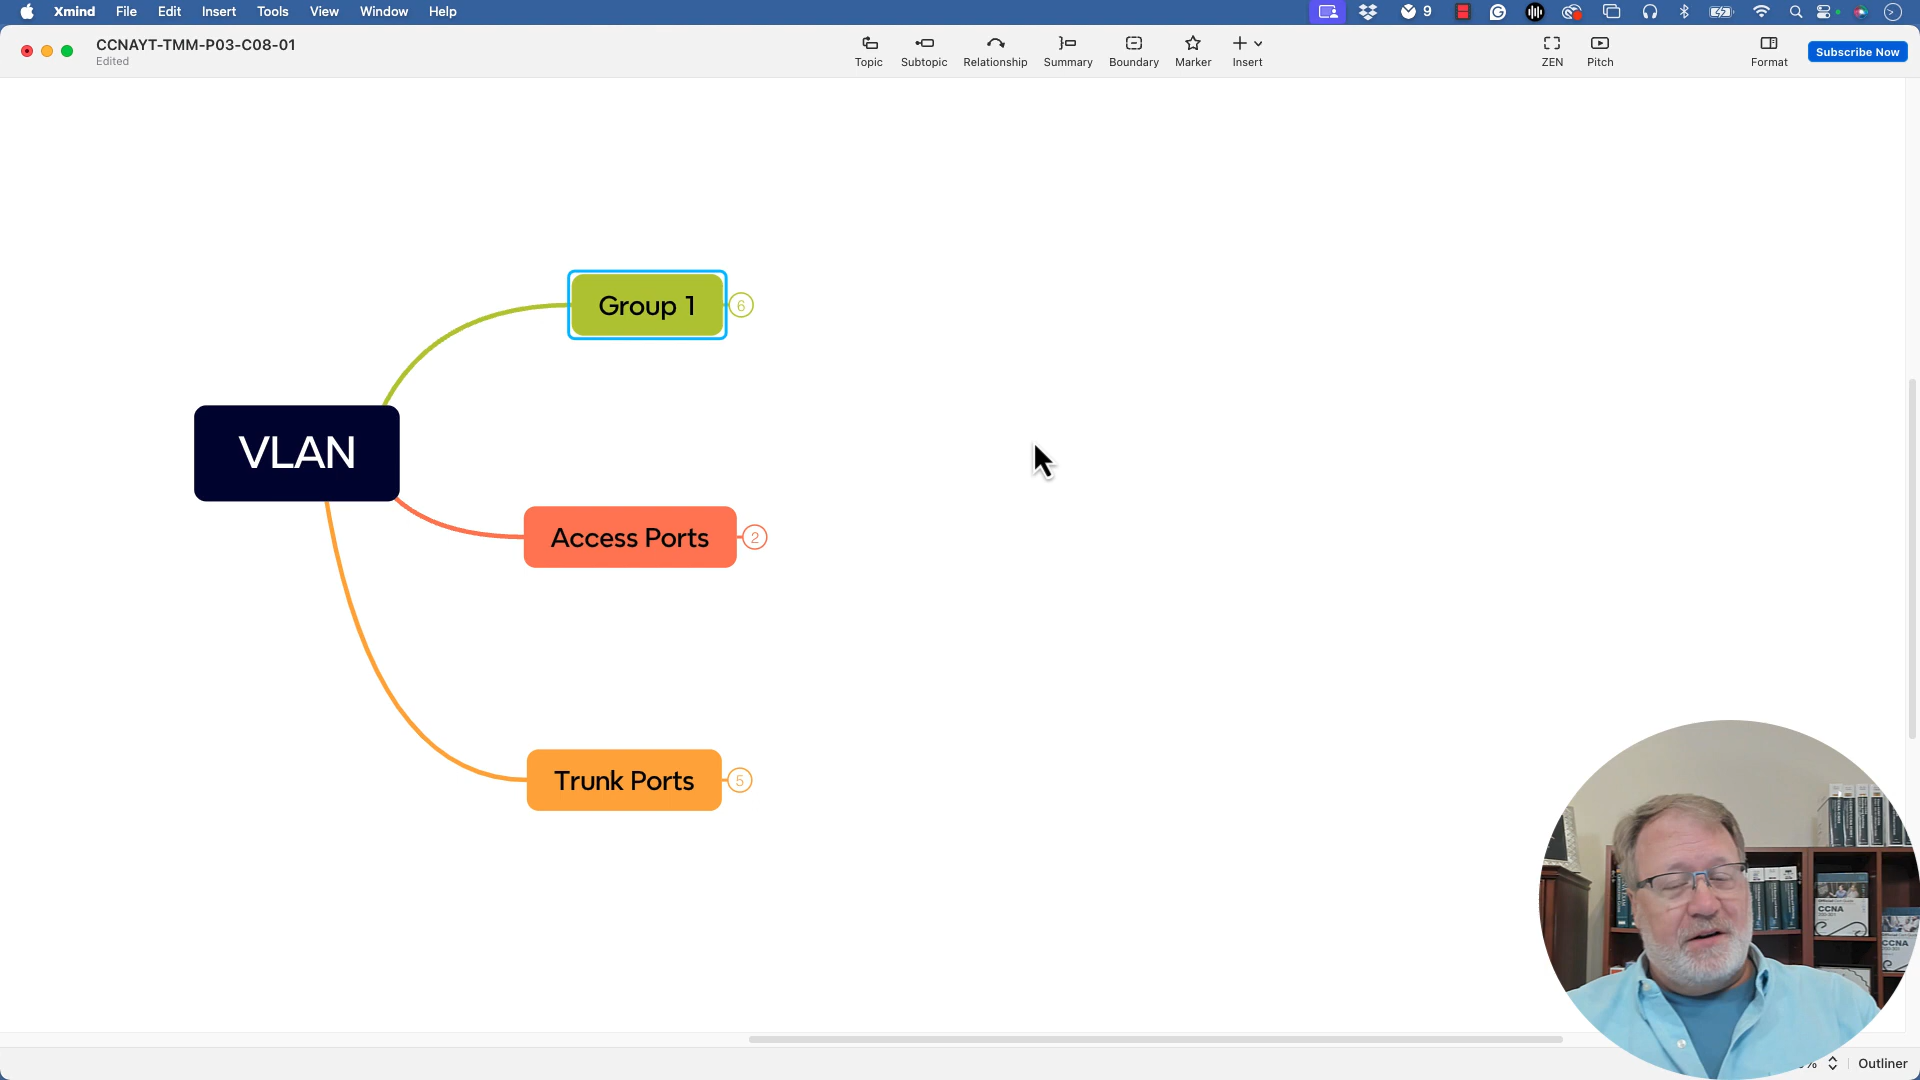 Xmind File Edit Insert Tools View Window Help
9
CCNAYT-TMM-P03-C08-01
Edited
Topic Subtopic Relationship Summary Boundary Marker Insert
ZEN Pitch
Format
Subscribe Now
Group 1
6
VLAN
Access Ports
2
Trunk Ports
5
CCNA
CCNA
% Outliner